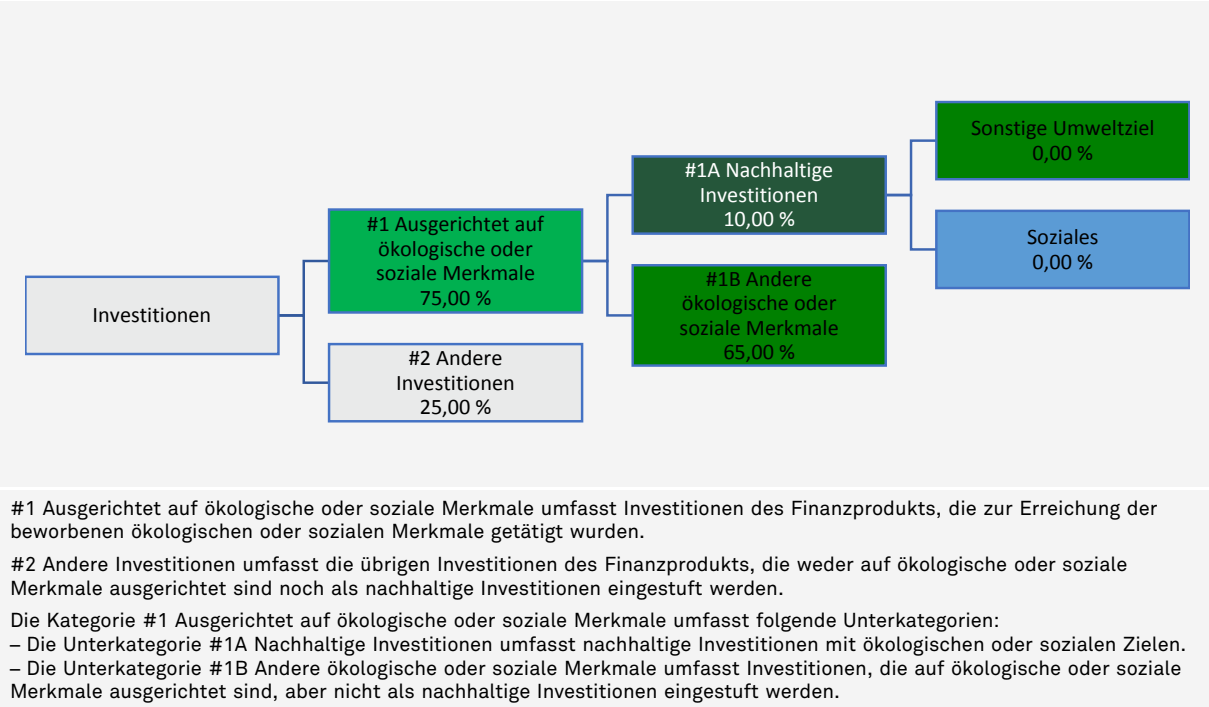 Investitionen
#1 Ausgerichtet auf
ökologische oder
soziale Merkmale
75,00 %
#2 Andere
Investitionen
25,00 %
#1A Nachhaltige
Investitionen
10,00 %
#1B Andere
ökologische oder
soziale Merkmale
65,00 %
Sonstige Umweltziel
0,00 %
Soziales
0,00 %
#1 Ausgerichtet auf ökologische oder soziale Merkmale umfasst Investitionen des Finanzprodukts, die zur Erreichung der
beworbenen ökologischen oder sozialen Merkmale getätigt wurden.
#2 Andere Investitionen umfasst die übrigen Investitionen des Finanzprodukts, die weder auf ökologische oder soziale
Merkmale ausgerichtet sind noch als nachhaltige Investitionen eingestuft werden.
Die Kategorie #1 Ausgerichtet auf ökologische oder soziale Merkmale umfasst folgende Unterkategorien:
– Die Unterkategorie #1A Nachhaltige Investitionen umfasst nachhaltige Investitionen mit ökologischen oder sozialen Zielen.
– Die Unterkategorie #1B Andere ökologische oder soziale Merkmale umfasst Investitionen, die auf ökologische oder soziale
Merkmale ausgerichtet sind, aber nicht als nachhaltige Investitionen eingestuft werden.